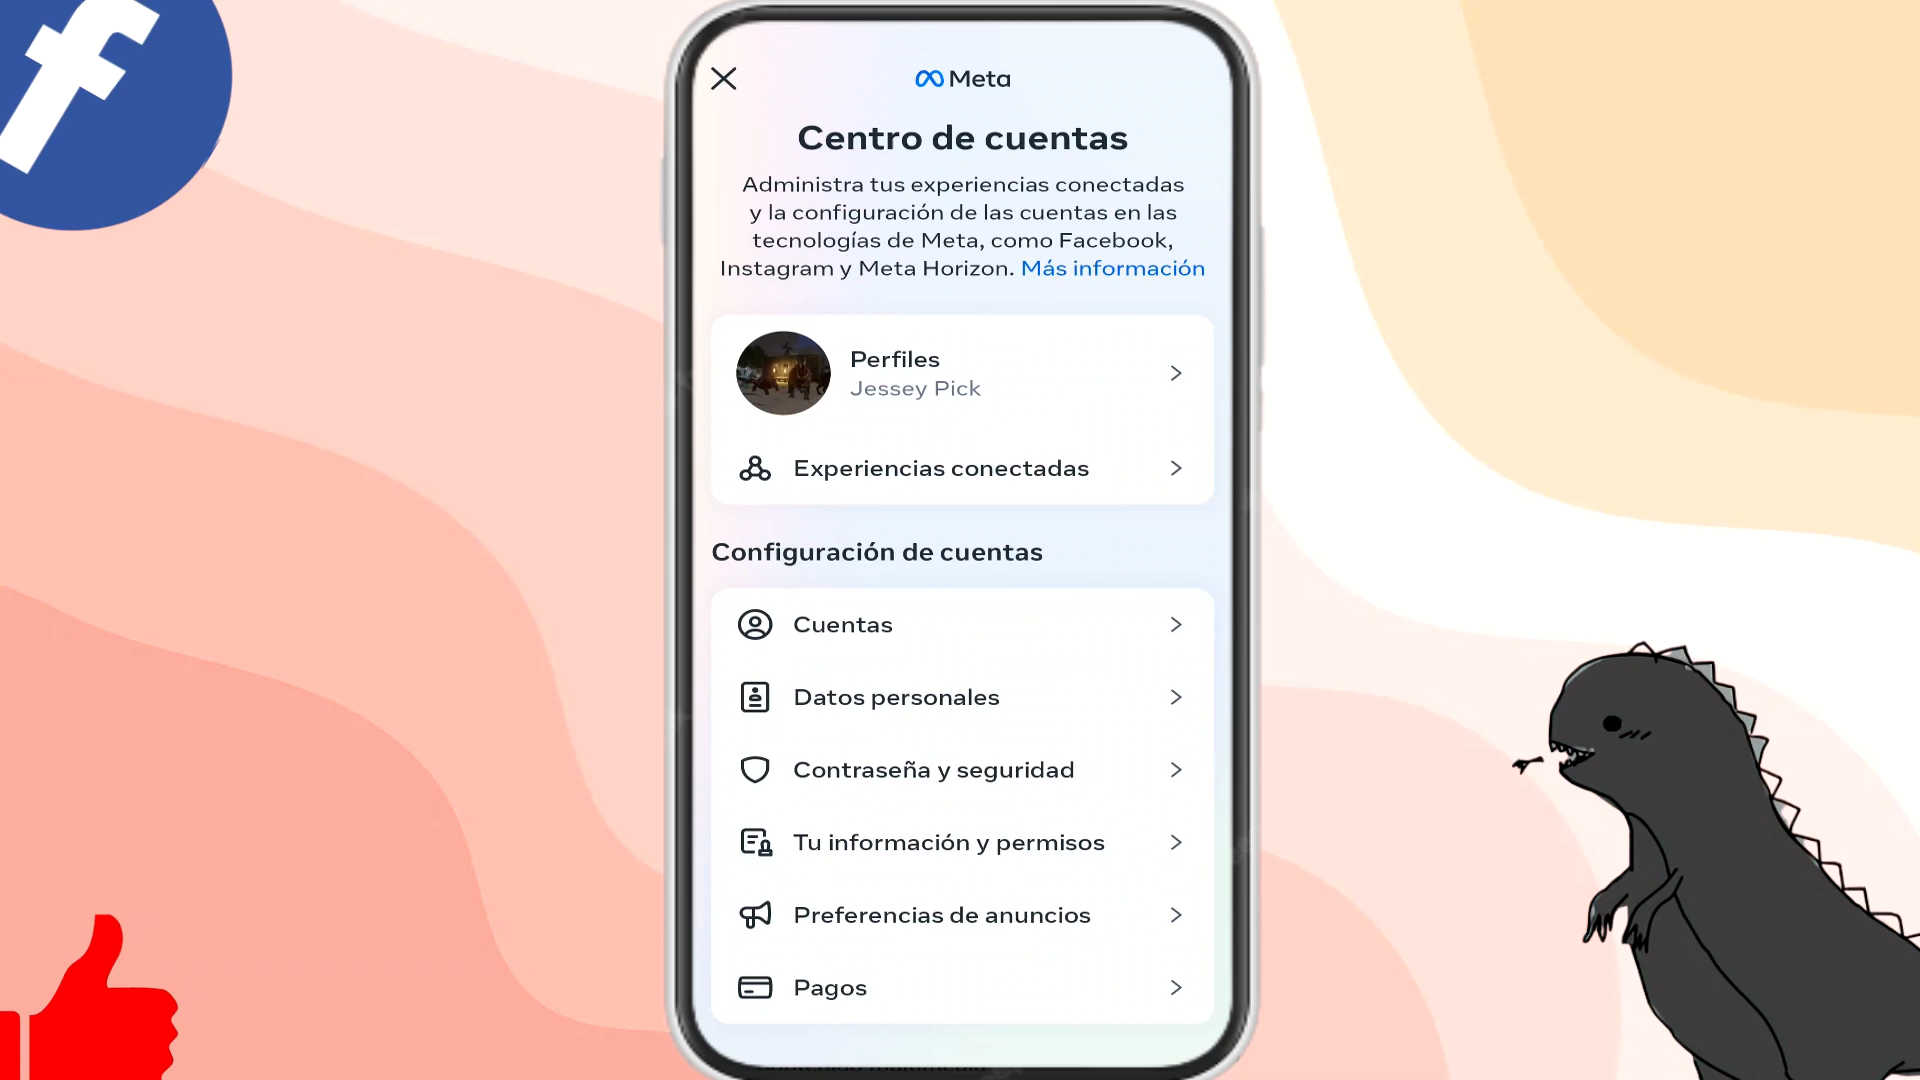 Meta
Centro de cuentas
Administra tus experiencias conectadas
y la configuración de las cuentas en las
tecnologías de Meta, como Facebook,
Instagram y Meta Horizon. Más información
Perfiles
Jessey Pick
Experiencias conectadas
Configuración de cuentas
Cuentas
Datos personales
Contraseña y seguridad
Tu información y permisos
Preferencias de anuncios
Pagos